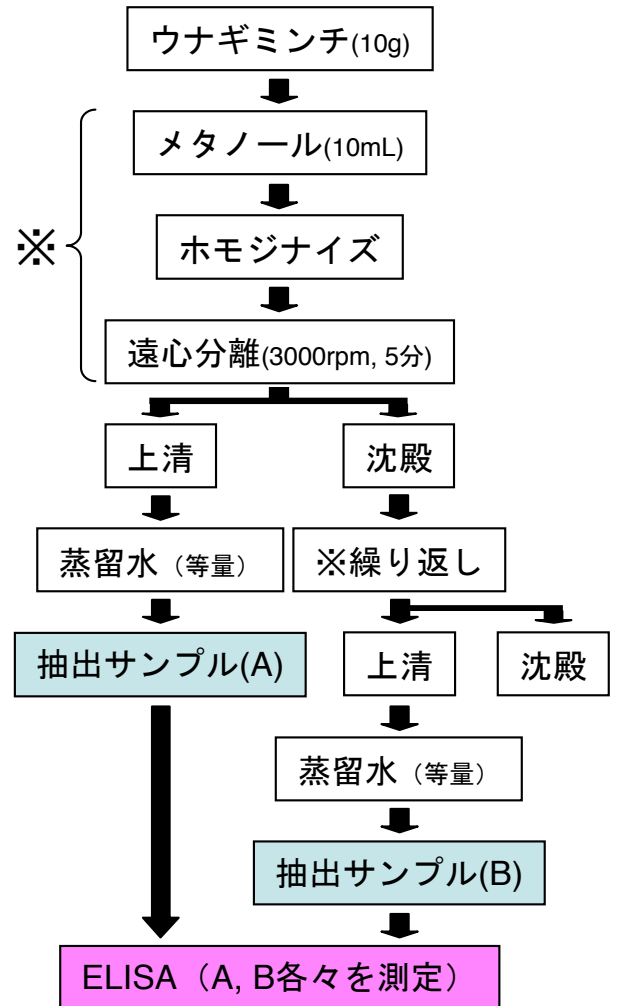 ウナギミンチ(10g)
メタノール(10mL)
※
ホモジナイズ
遠心分離(3000rpm, 5分)
上清
沈殿
蒸留水（等量）
※繰り返し
抽出サンプル(A)
上清
沈殿
蒸留水（等量）
抽出サンプル(B)
ELISA（A, B各々を測定）